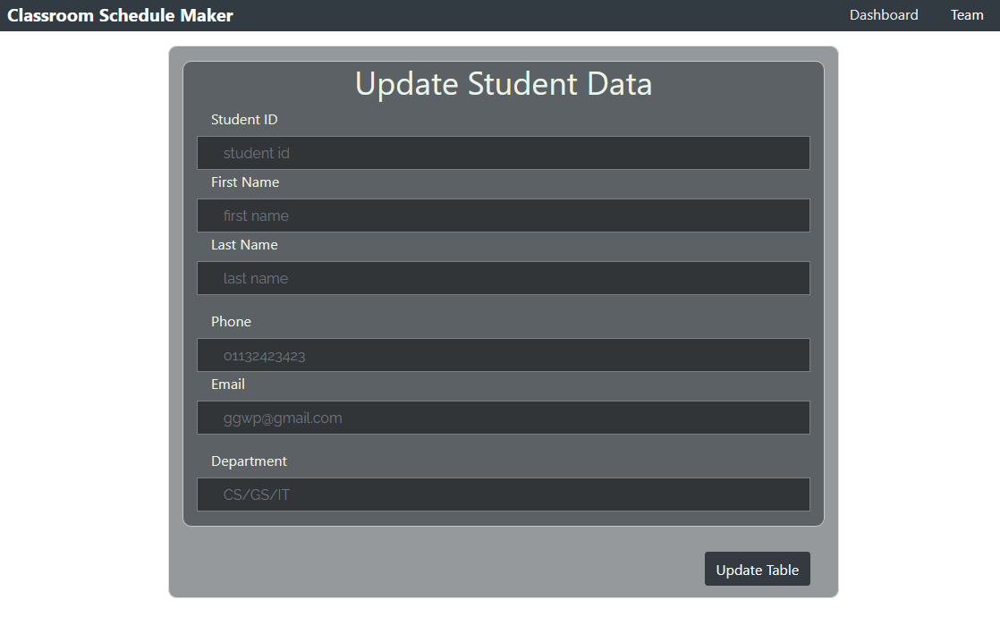 Classroom Schedule Maker Dashboard Team
Update Student Data
Student ID
student id
First Name
first name
Last Name
last name
Phone
01132423423
Email
ggwp@gmail.com
Department
CS/GS/IT
Update Table